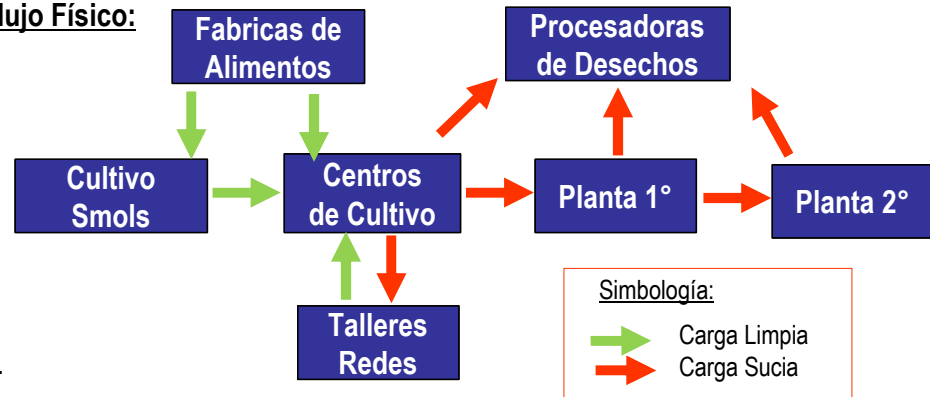 lujo Físico:
Fabricas de
Alimentos
Procesadoras
de Desechos
Cultivo
Smols
Centros
de Cultivo
Planta 1°
Planta 2°
Talleres
Redes
Simbología:
Carga Limpia
Carga Sucia
.